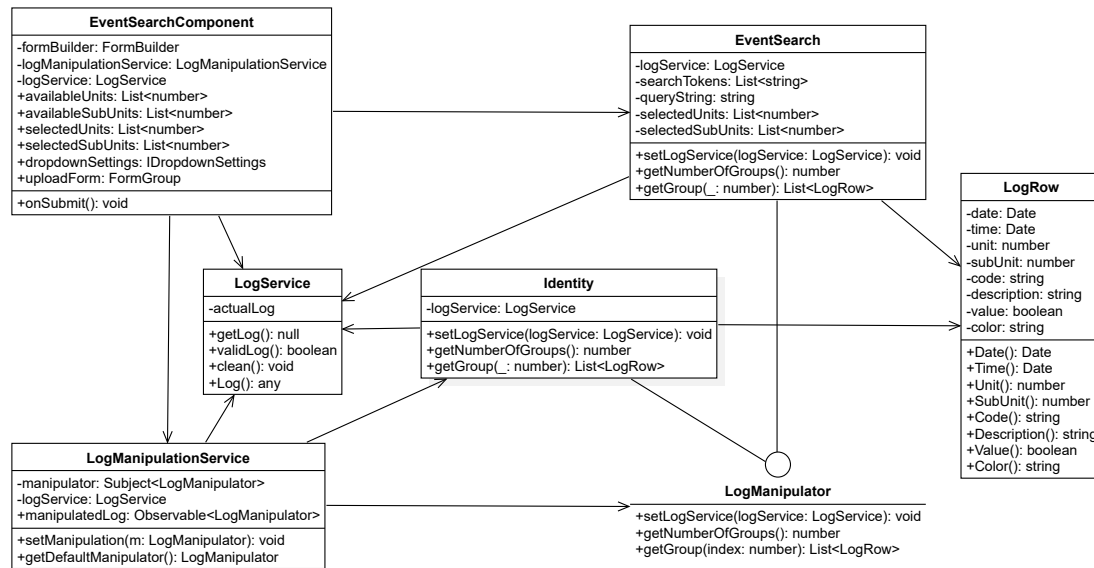 EventSearchComponent
-formBuilder: FormBuilder
-logManipulationService: LogManipulationService
-logService: LogService
+availableUnits: List<number>
+availableSubUnits: List<number>
+selectedUnits: List<number>
+selectedSubUnits: List<number>
+dropdownSettings: IDropdownSettings
+uploadForm: FormGroup
+onSubmit(): void
EventSearch
-logService: LogService
-searchTokens: List<string>
-queryString: string
-selectedUnits: List<number>
-selectedSubUnits: List<number>
+setLogService(logService: LogService): void
+getNumberOfGroups(): number
+getGroup(_: number): List<LogRow>
LogRow
-date: Date
-time: Date
-unit: number
-subUnit: number
-code: string
-description: string
-value: boolean
-color: string
+Date(): Date
+Time(): Date
+Unit(): number
+SubUnit(): number
+Code(): string
+Description(): string
+Value(): boolean
+Color(): string
LogService
-actualLog
+getLog(): null
+validLog(): boolean
+clean(): void
+Log(): any
Identity
-logService: LogService
+setLogService(logService: LogService): void
+getNumberOfGroups(): number
+getGroup(_: number): List<LogRow>
LogManipulationService
-manipulator: Subject<LogManipulator>
-logService: LogService
+manipulatedLog: Observable<LogManipulator>
+setManipulation(m: LogManipulator): void
+getDefaultManipulator(): LogManipulator
LogManipulator
+setLogService(logService: LogService): void
+getNumberOfGroups(): number
+getGroup(index: number): List<LogRow>